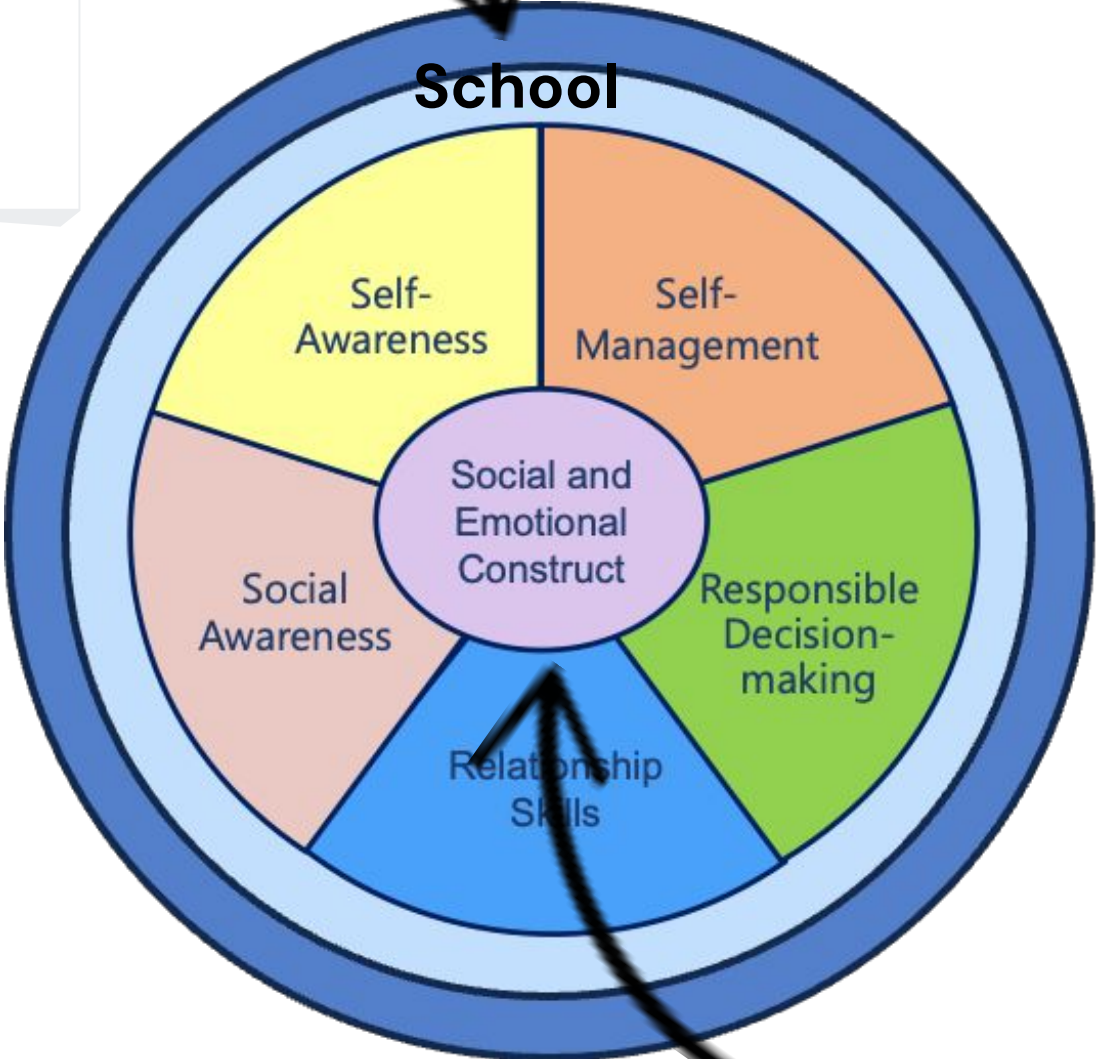 School
Self-
Awareness
Self-
Management
Social and
Emotional
Construct
Social
Awareness
Responsible
Decision-
making
Relationship
Skills